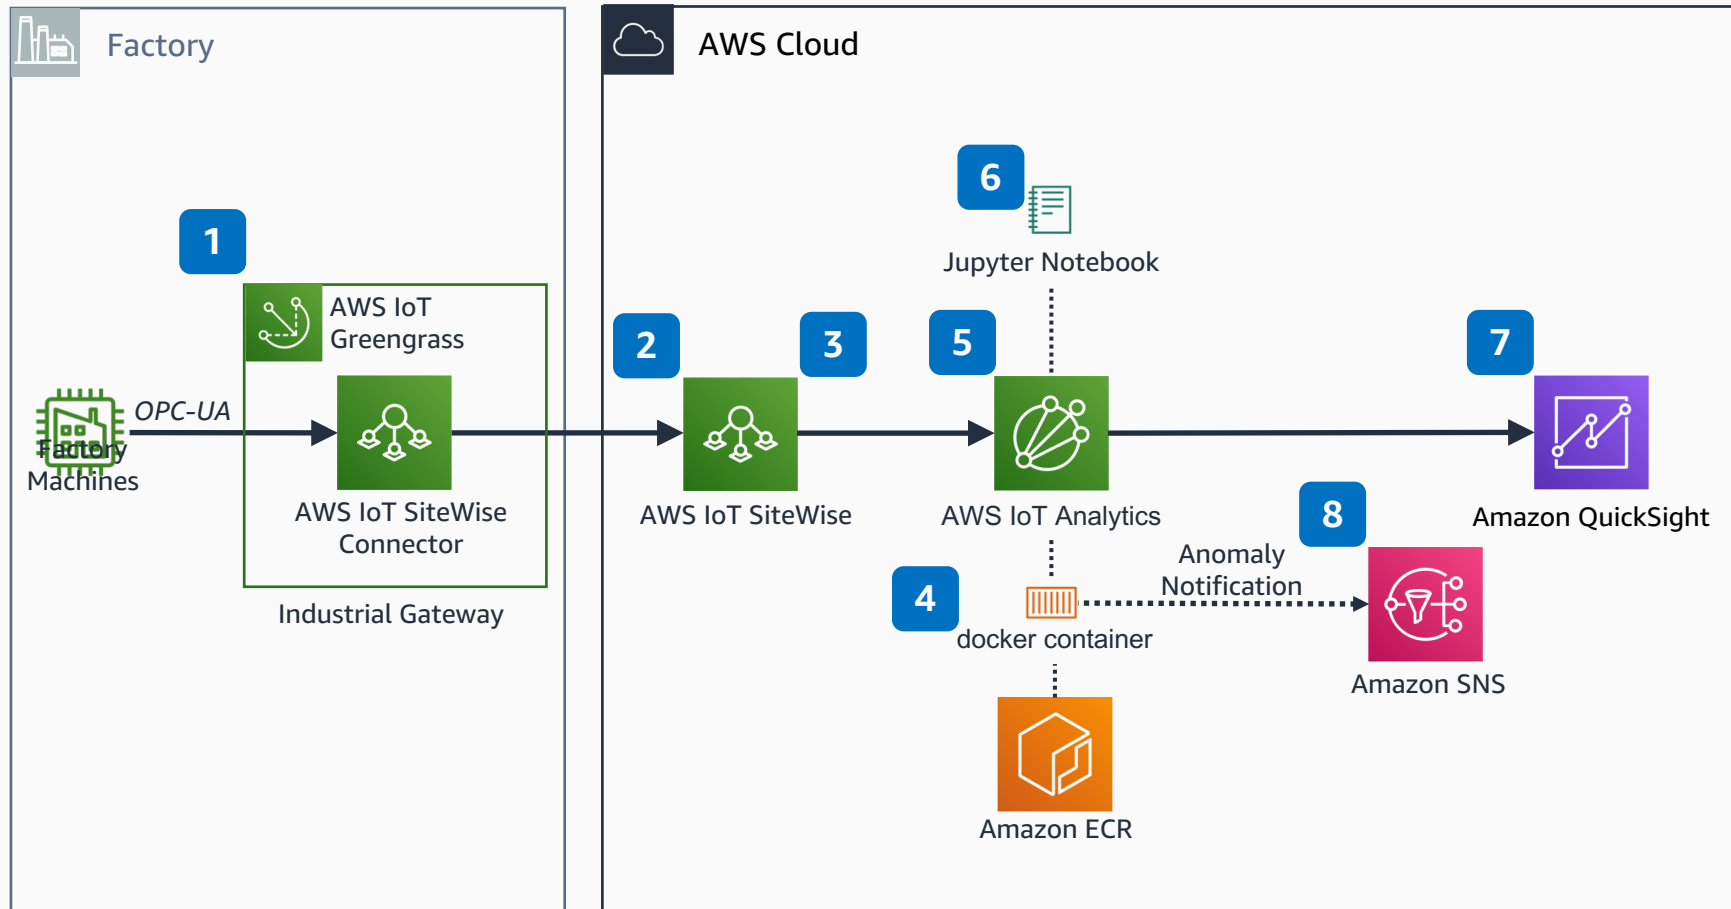 Factory
AWS Cloud
6
1
Jupyter Notebook
AWS IoT
Greengrass
2
3
5
7
OPC-UA
Factory
Machines
AWS IoT SiteWise
Connector
AWS IoT SiteWise
AWS IoT Analytics
8
Amazon QuickSight
Anomaly
Notification
4
Industrial Gateway
docker container
Amazon SNS
Amazon ECR